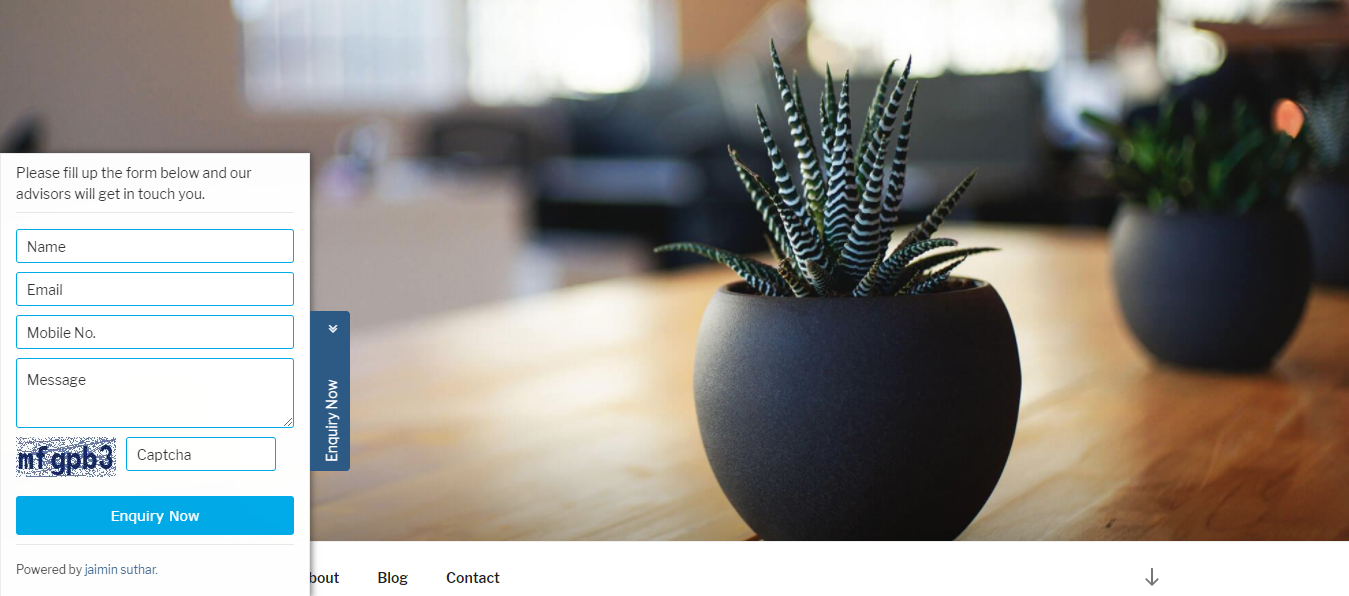 Please fill up the form below and our
advisors will get in touch you.
Name
Email
Mobile No.
Message
mfgpb3
Captcha
Enquiry Now
Powered by jaimin suthar.
Enquiry Now
bout
Blog
Contact